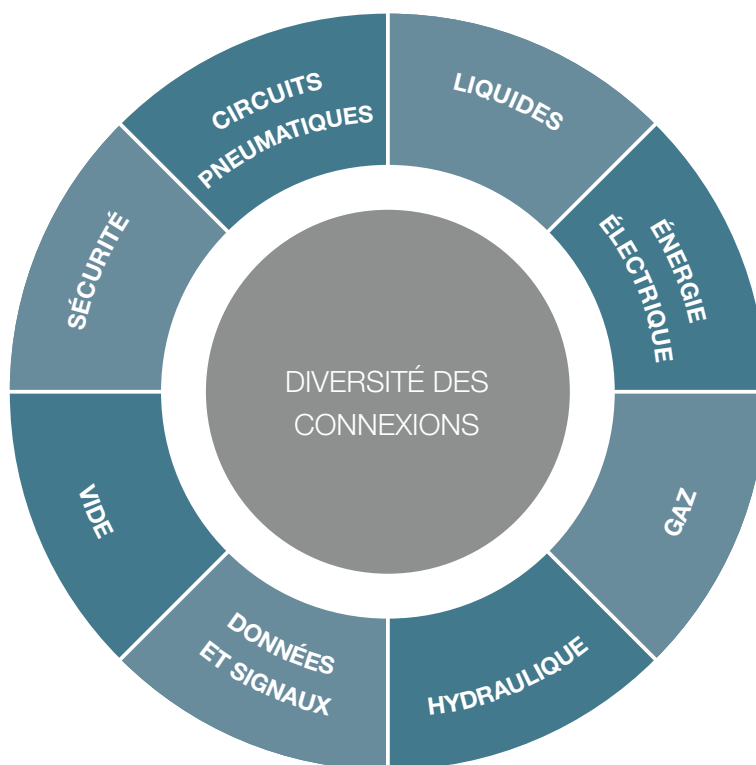 CIRCUITS
PNEUMATIQUES
LIQUIDES
ÉNERGIE
ÉLECTRIQUE
GAZ
HYDRAULIQUE
DONNÉES
ET SIGNAUX
VIDE
SÉCURITÉ
DIVERSITÉ DES
CONNEXIONS